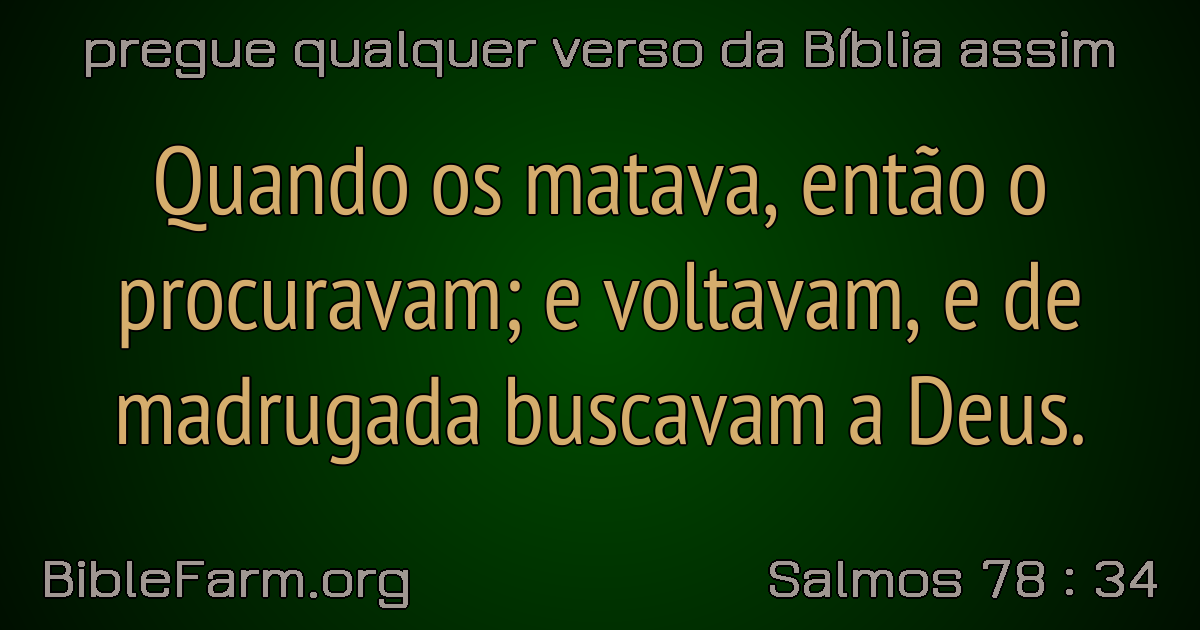 pregue qualquer verso da Bíblia assim
Quando os matava, então o
procuravam; e voltavam, e de
madrugada buscavam a Deus.
BibleFarm.org
Salmos 78 : 34